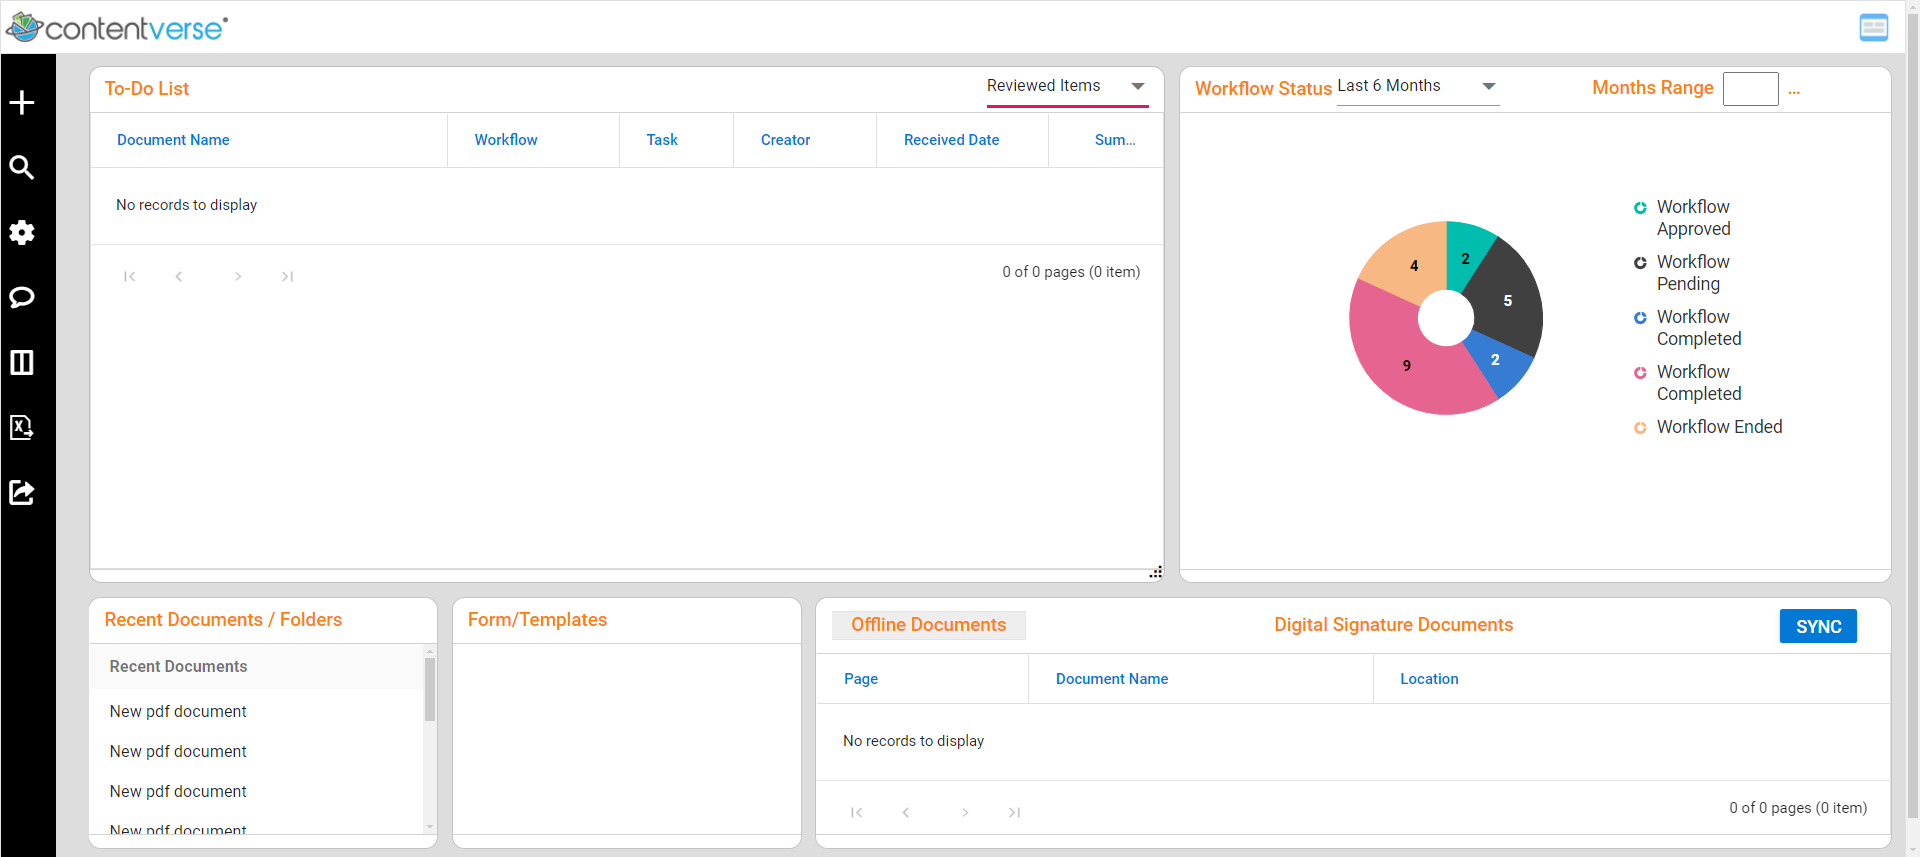 contentverse
To-Do List
Reviewed Items
Document Name
Workflow
Task
Creator
Received Date
Sum...
No records to display
0 of 0 pages (0 item)
Workflow Status
Last 6 Months
Months Range
...
2
5
2
9
4
Workflow
Approved
Workflow
Pending
Workflow
Completed
Workflow
Completed
Workflow Ended
Recent Documents / Folders
Recent Documents
New pdf document
New pdf document
New pdf document
New pdf document
Form/Templates
Offline Documents
Digital Signature Documents
SYNC
Page
Document Name
Location
No records to display
0 of 0 pages (0 item)